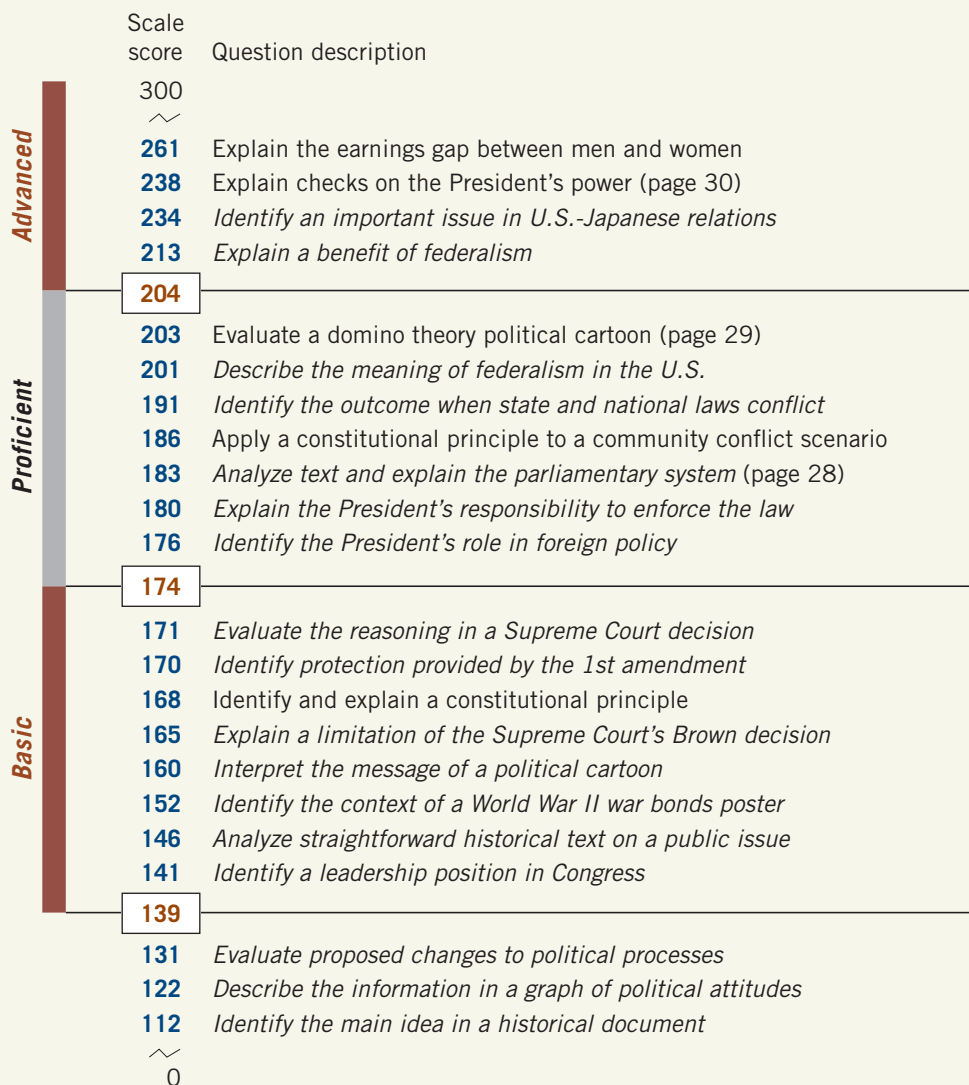 Scale
score Question description
300
261 Explain the earnings gap between men and women
238 Explain checks on the President’s power (page 30)
234 Identify an important issue in U.S.-Japanese relations
213 Explain a benefit of federalism
Advanced
204
203 Evaluate a domino theory political cartoon (page 29)
201 Describe the meaning of federalism in the U.S.
191 Identify the outcome when state and national laws conflict
186 Apply a constitutional principle to a community conflict scenario
183 Analyze text and explain the parliamentary system (page 28)
180 Explain the President’s responsibility to enforce the law
176 Identify the President’s role in foreign policy
Proficient
174
171 Evaluate the reasoning in a Supreme Court decision
170 Identify protection provided by the 1st amendment
168 Identify and explain a constitutional principle
165 Explain a limitation of the Supreme Court’s Brown decision
160 Interpret the message of a political cartoon
152 Identify the context of a World War II war bonds poster
146 Analyze straightforward historical text on a public issue
141 Identify a leadership position in Congress
Basic
139
131 Evaluate proposed changes to political processes
122 Describe the information in a graph of political attitudes
112 Identify the main idea in a historical document
0